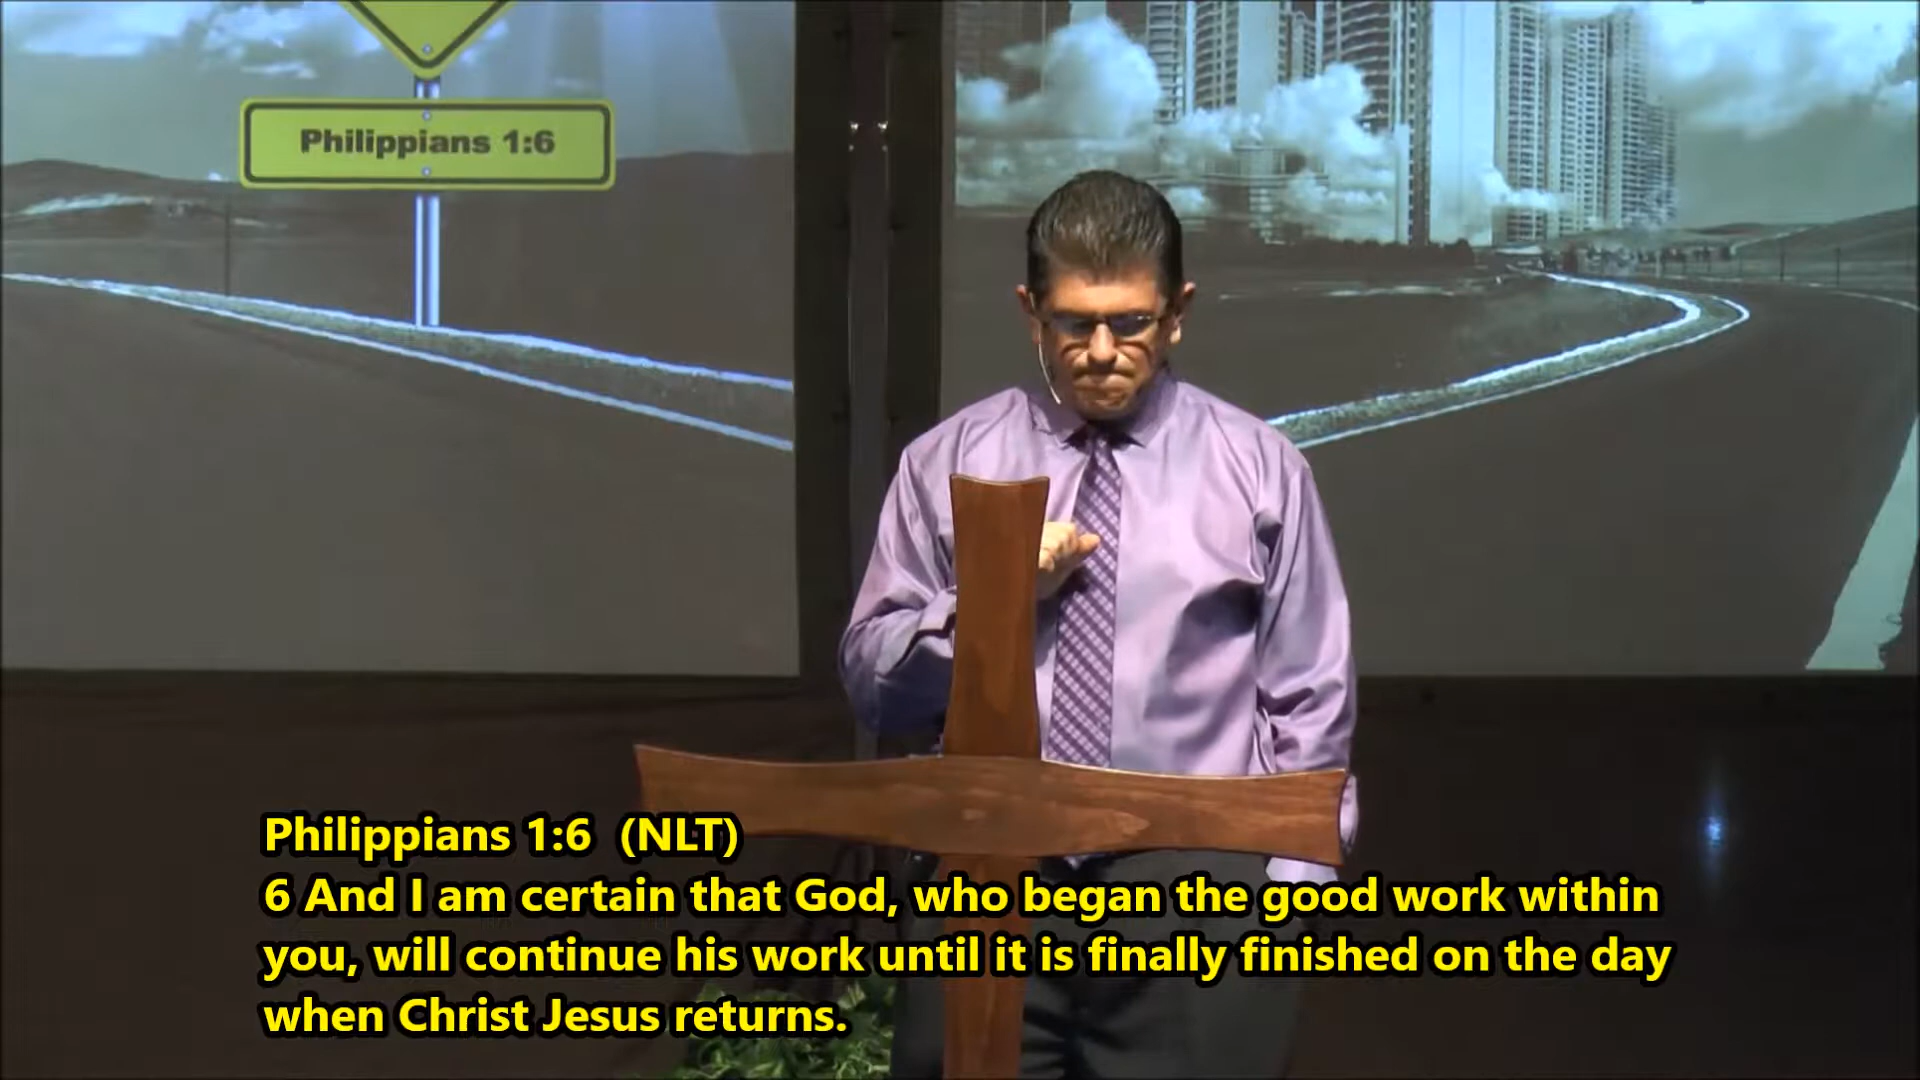 Philippians 1:6
Philippians 1:6 (NLT)
6 And I am certain that God, who began the good work within
you, will continue his work until it is finally finished on the day
when Christ Jesus returns.